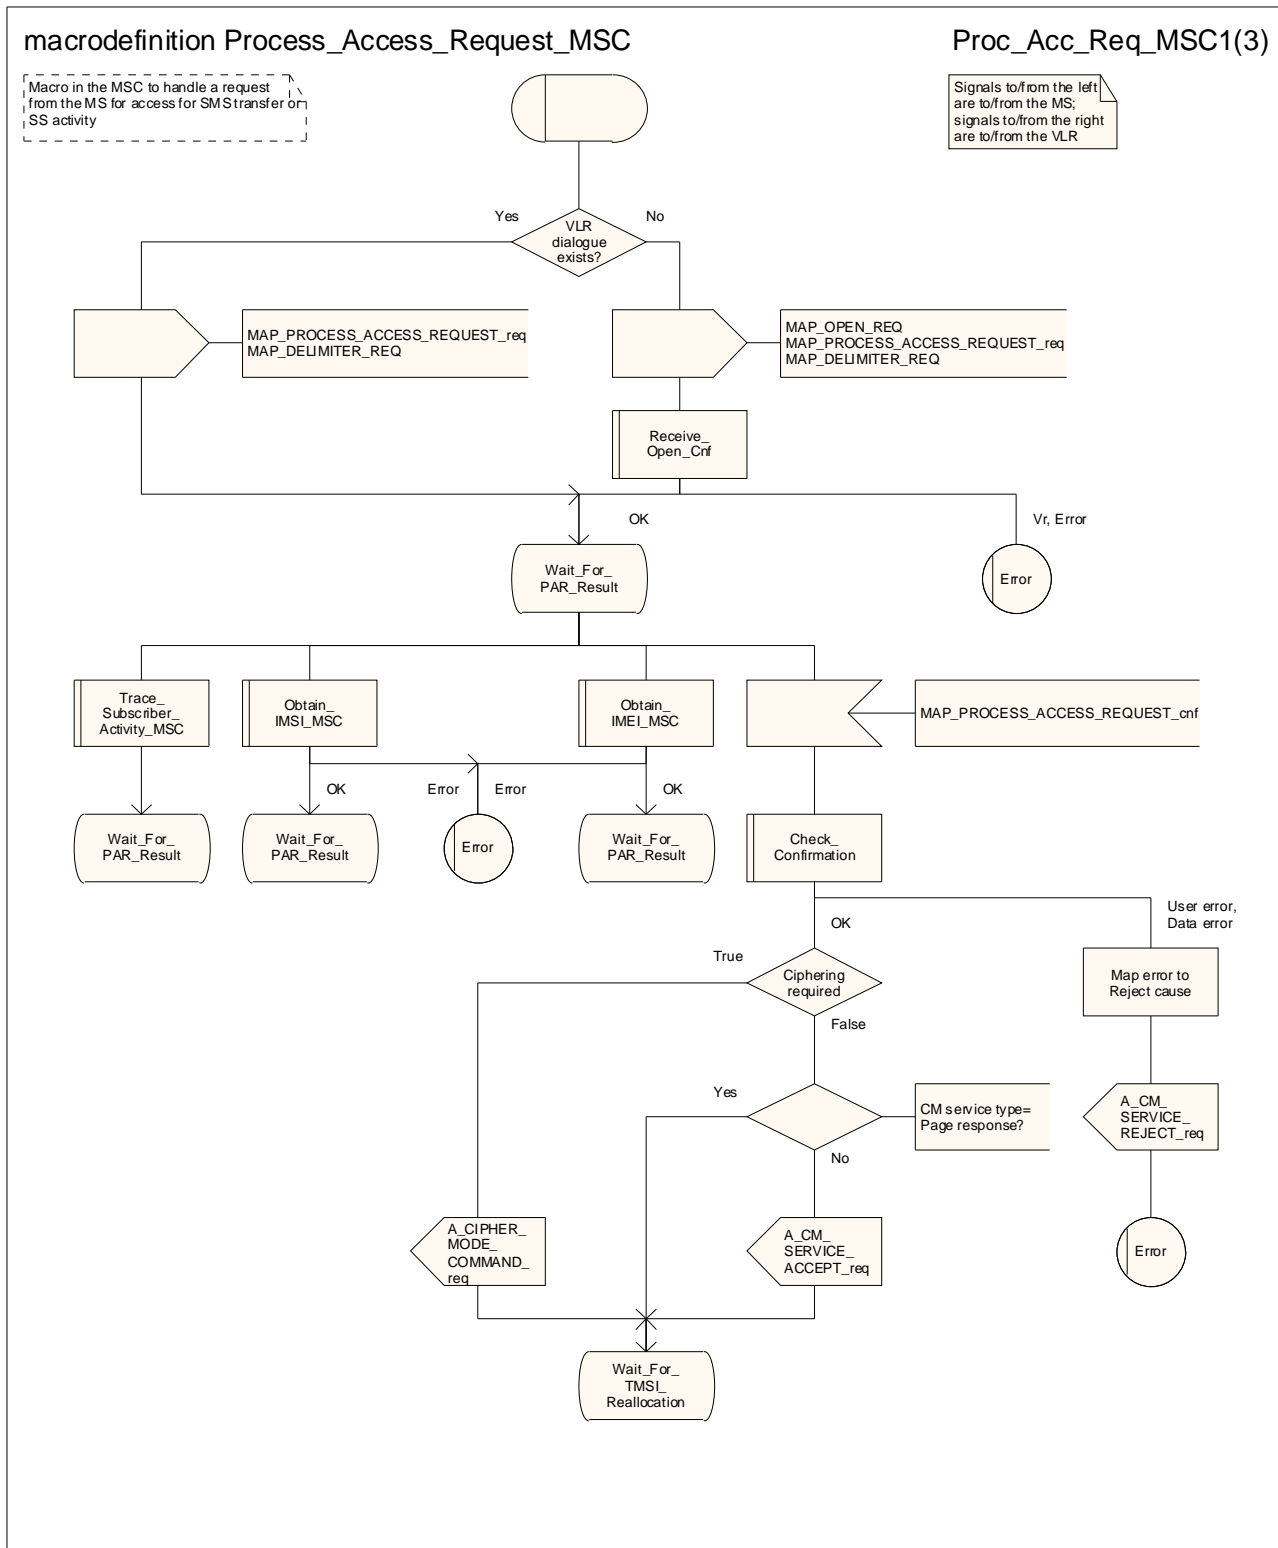 macrodefinition Process_Access_Request_MSC
Proc_Acc_Req_MSC1(3)
Macro in the MSC to handle a request
from the MS for access for SMS transfer or
SS activity
Signals to/from the left
are to/from the MS;
signals to/from the right
are to/from the VLR
Yes
VLR
dialogue
exists?
No
MAP_PROCESS_ACCESS_REQUEST_req
MAP_DELIMITER_REQ
MAP_OPEN_REQ
MAP_PROCESS_ACCESS_REQUEST_req
MAP_DELIMITER_REQ
Receive_
Open_Cnf
OK
Vr, Error
Wait_For_
PAR_Result
Error
Trace_
Subscriber_
Activity_MSC
Obtain_
IMSI_MSC
Obtain_
IMEI_MSC
MAP_PROCESS_ACCESS_REQUEST_cnf
OK
Error
Error
OK
Wait_For_
PAR_Result
Wait_For_
PAR_Result
Error
Wait_For_
PAR_Result
Check_
Confirmation
User error,
Data error
OK
True
Ciphering
required
Map error to
Reject cause
False
Yes
CM service type=
Page response?
A_CM_
SERVICE_
REJECT_req
No
A_CIPHER_
MODE_
COMMAND_
req
A_CM_
SERVICE_
ACCEPT_req
Error
Wait_For_
TMSI_
Reallocation